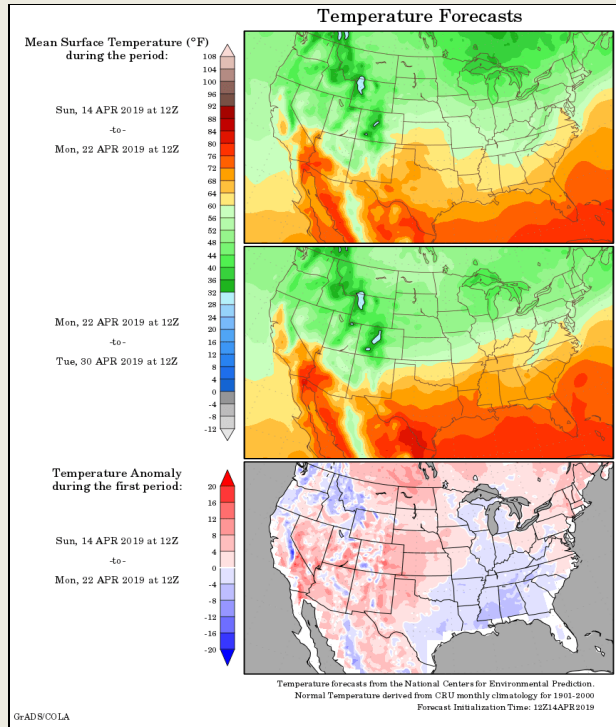 Temperature Forecasts
Mean Surface Temperature (°F)
during the period:
Sun, 14 APR 2019 at 12Z
-to-
Mon, 22 APR 2019 at 12Z
108
104
100
96
92
88
84
80
76
72
68
64
60
56
52
48
44
40
36
32
28
24
20
16
12
8
4
0
-4
-8
-12
Mon, 22 APR 2019 at 12Z
-to-
Tue, 30 APR 2019 at 12Z
Temperature Anomaly
during the first period:
Sun, 14 APR 2019 at 12Z
-to-
Mon, 22 APR 2019 at 12Z
20
16
12
8
4
0
-4
-8
-12
-16
-20
Temperature forecasts from the National Centers for Environmental Prediction.
Normal Temperature derived from CRU monthly climatology for 1901-2000
Forecast Initialization Time: 12Z14APR2019
GrADS/COLA